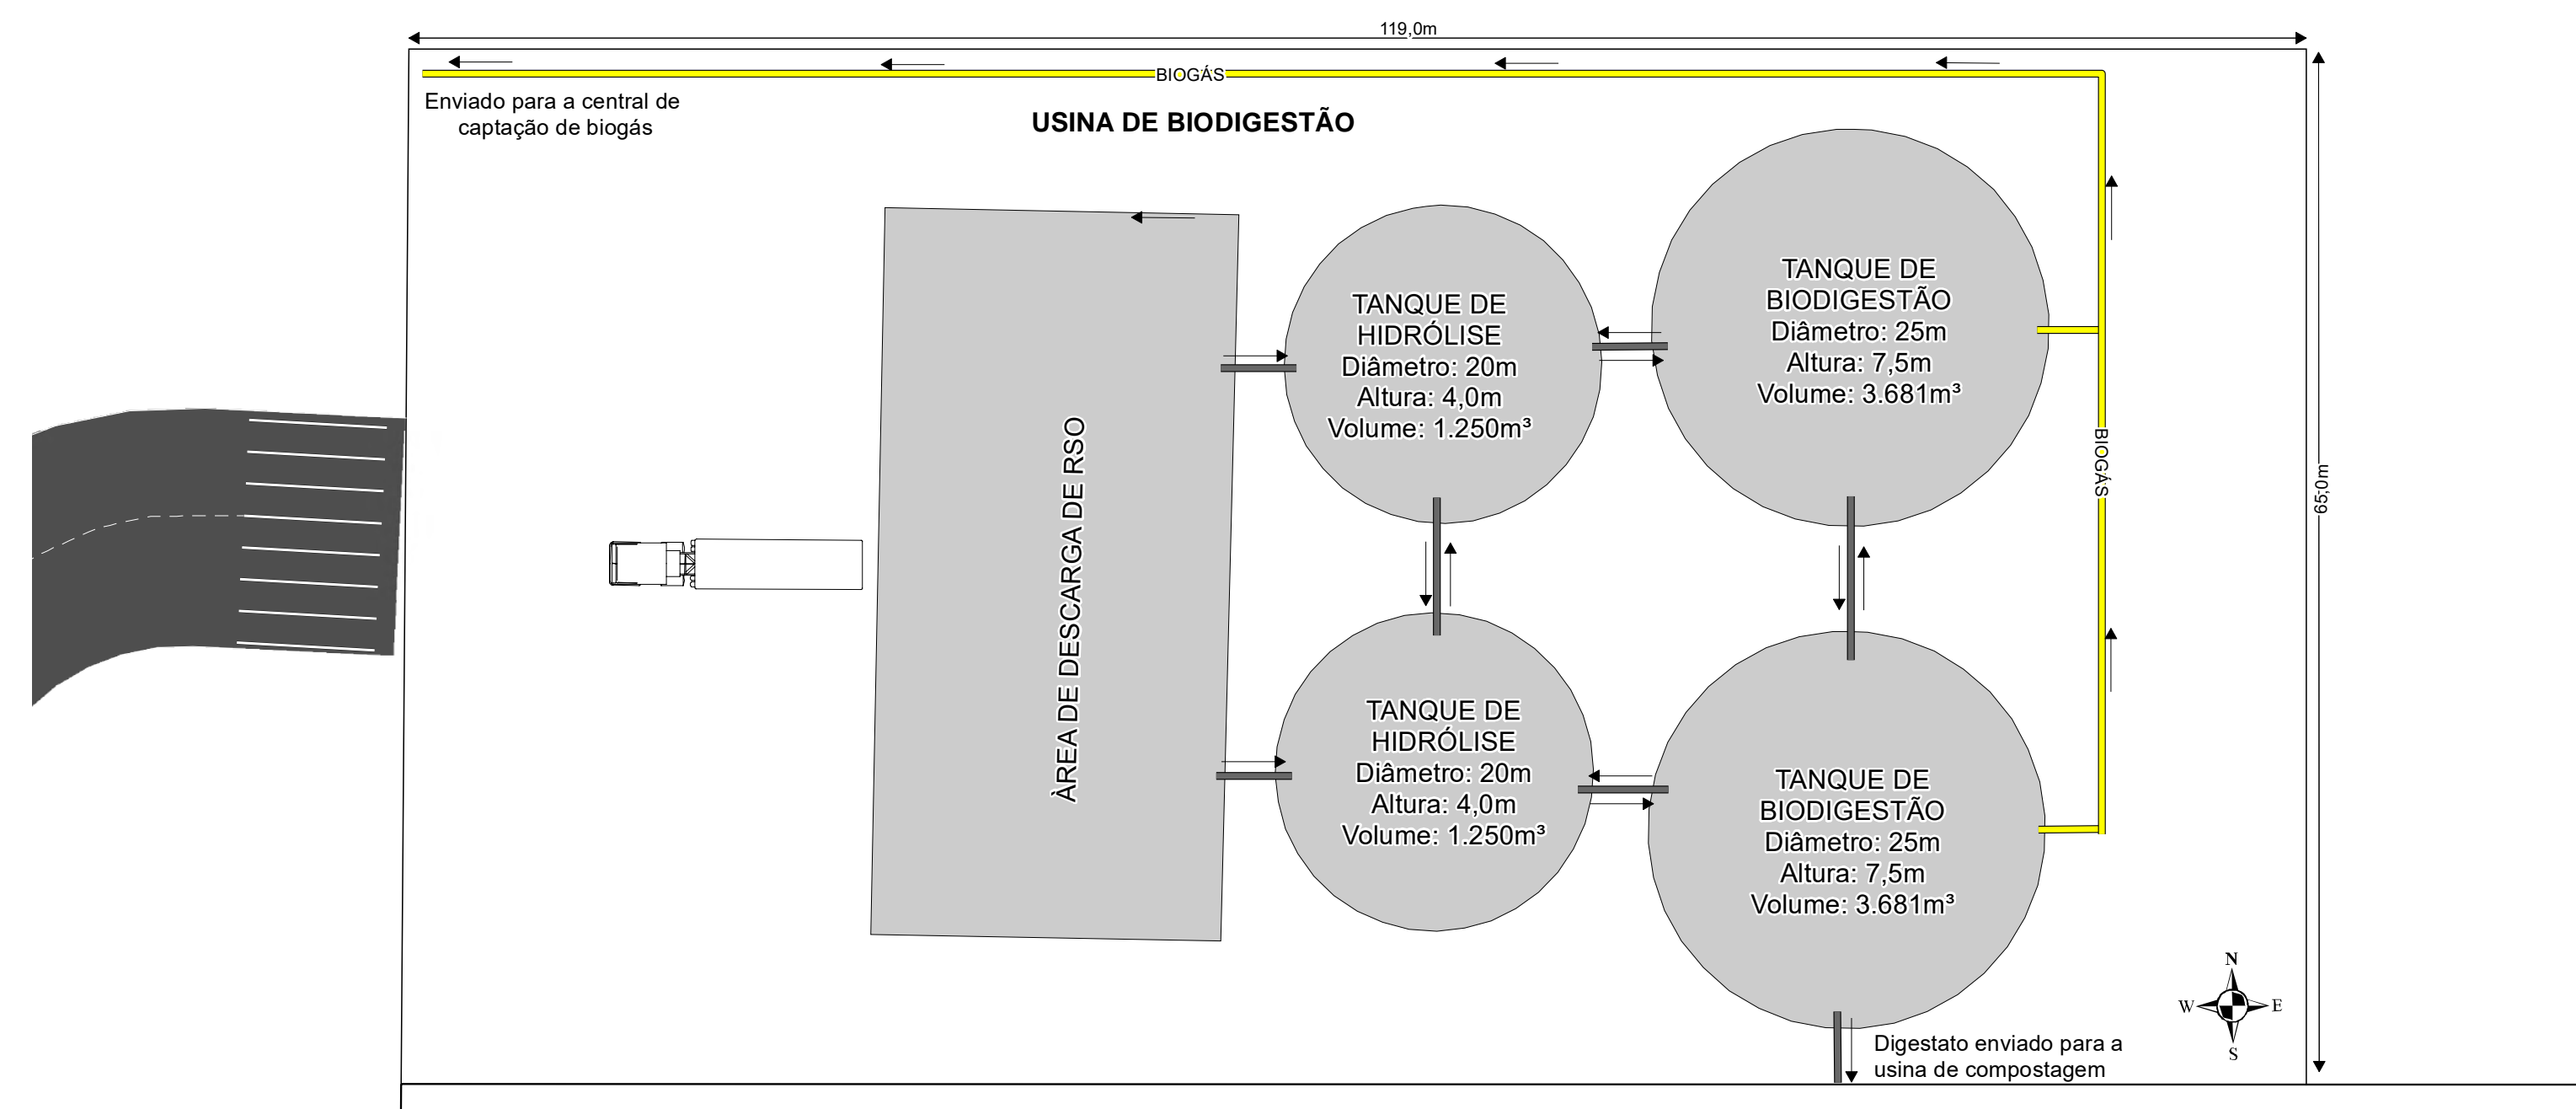 119,0m
BIOGÁS
Enviado para a central de
captação de biogás
USINA DE BIODIGESTÃO
TANQUE DE
HIDRÓLISE
Diâmetro: 20m
Altura: 4,0m
Volume: 1.250m³
TANQUE DE
BIODIGESTÃO
Diâmetro: 25m
Altura: 7,5m
Volume: 3.681m³
BIOGÁS
65,0m
ÀREA DE DESCARGA DE RSO
TANQUE DE
HIDRÓLISE
Diâmetro: 20m
Altura: 4,0m
Volume: 1.250m³
TANQUE DE
BIODIGESTÃO
Diâmetro: 25m
Altura: 7,5m
Volume: 3.681m³
N
W
E
S
Digestato enviado para a
usina de compostagem